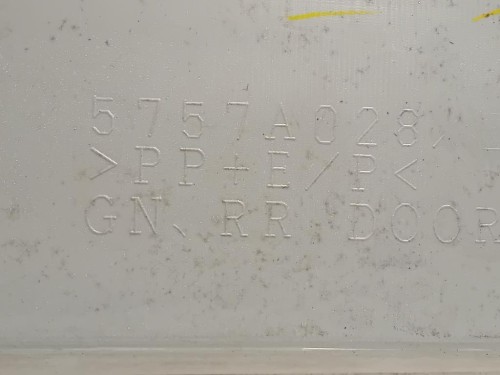 5757A028,
>PP+E/P<
GN、RR DOOR